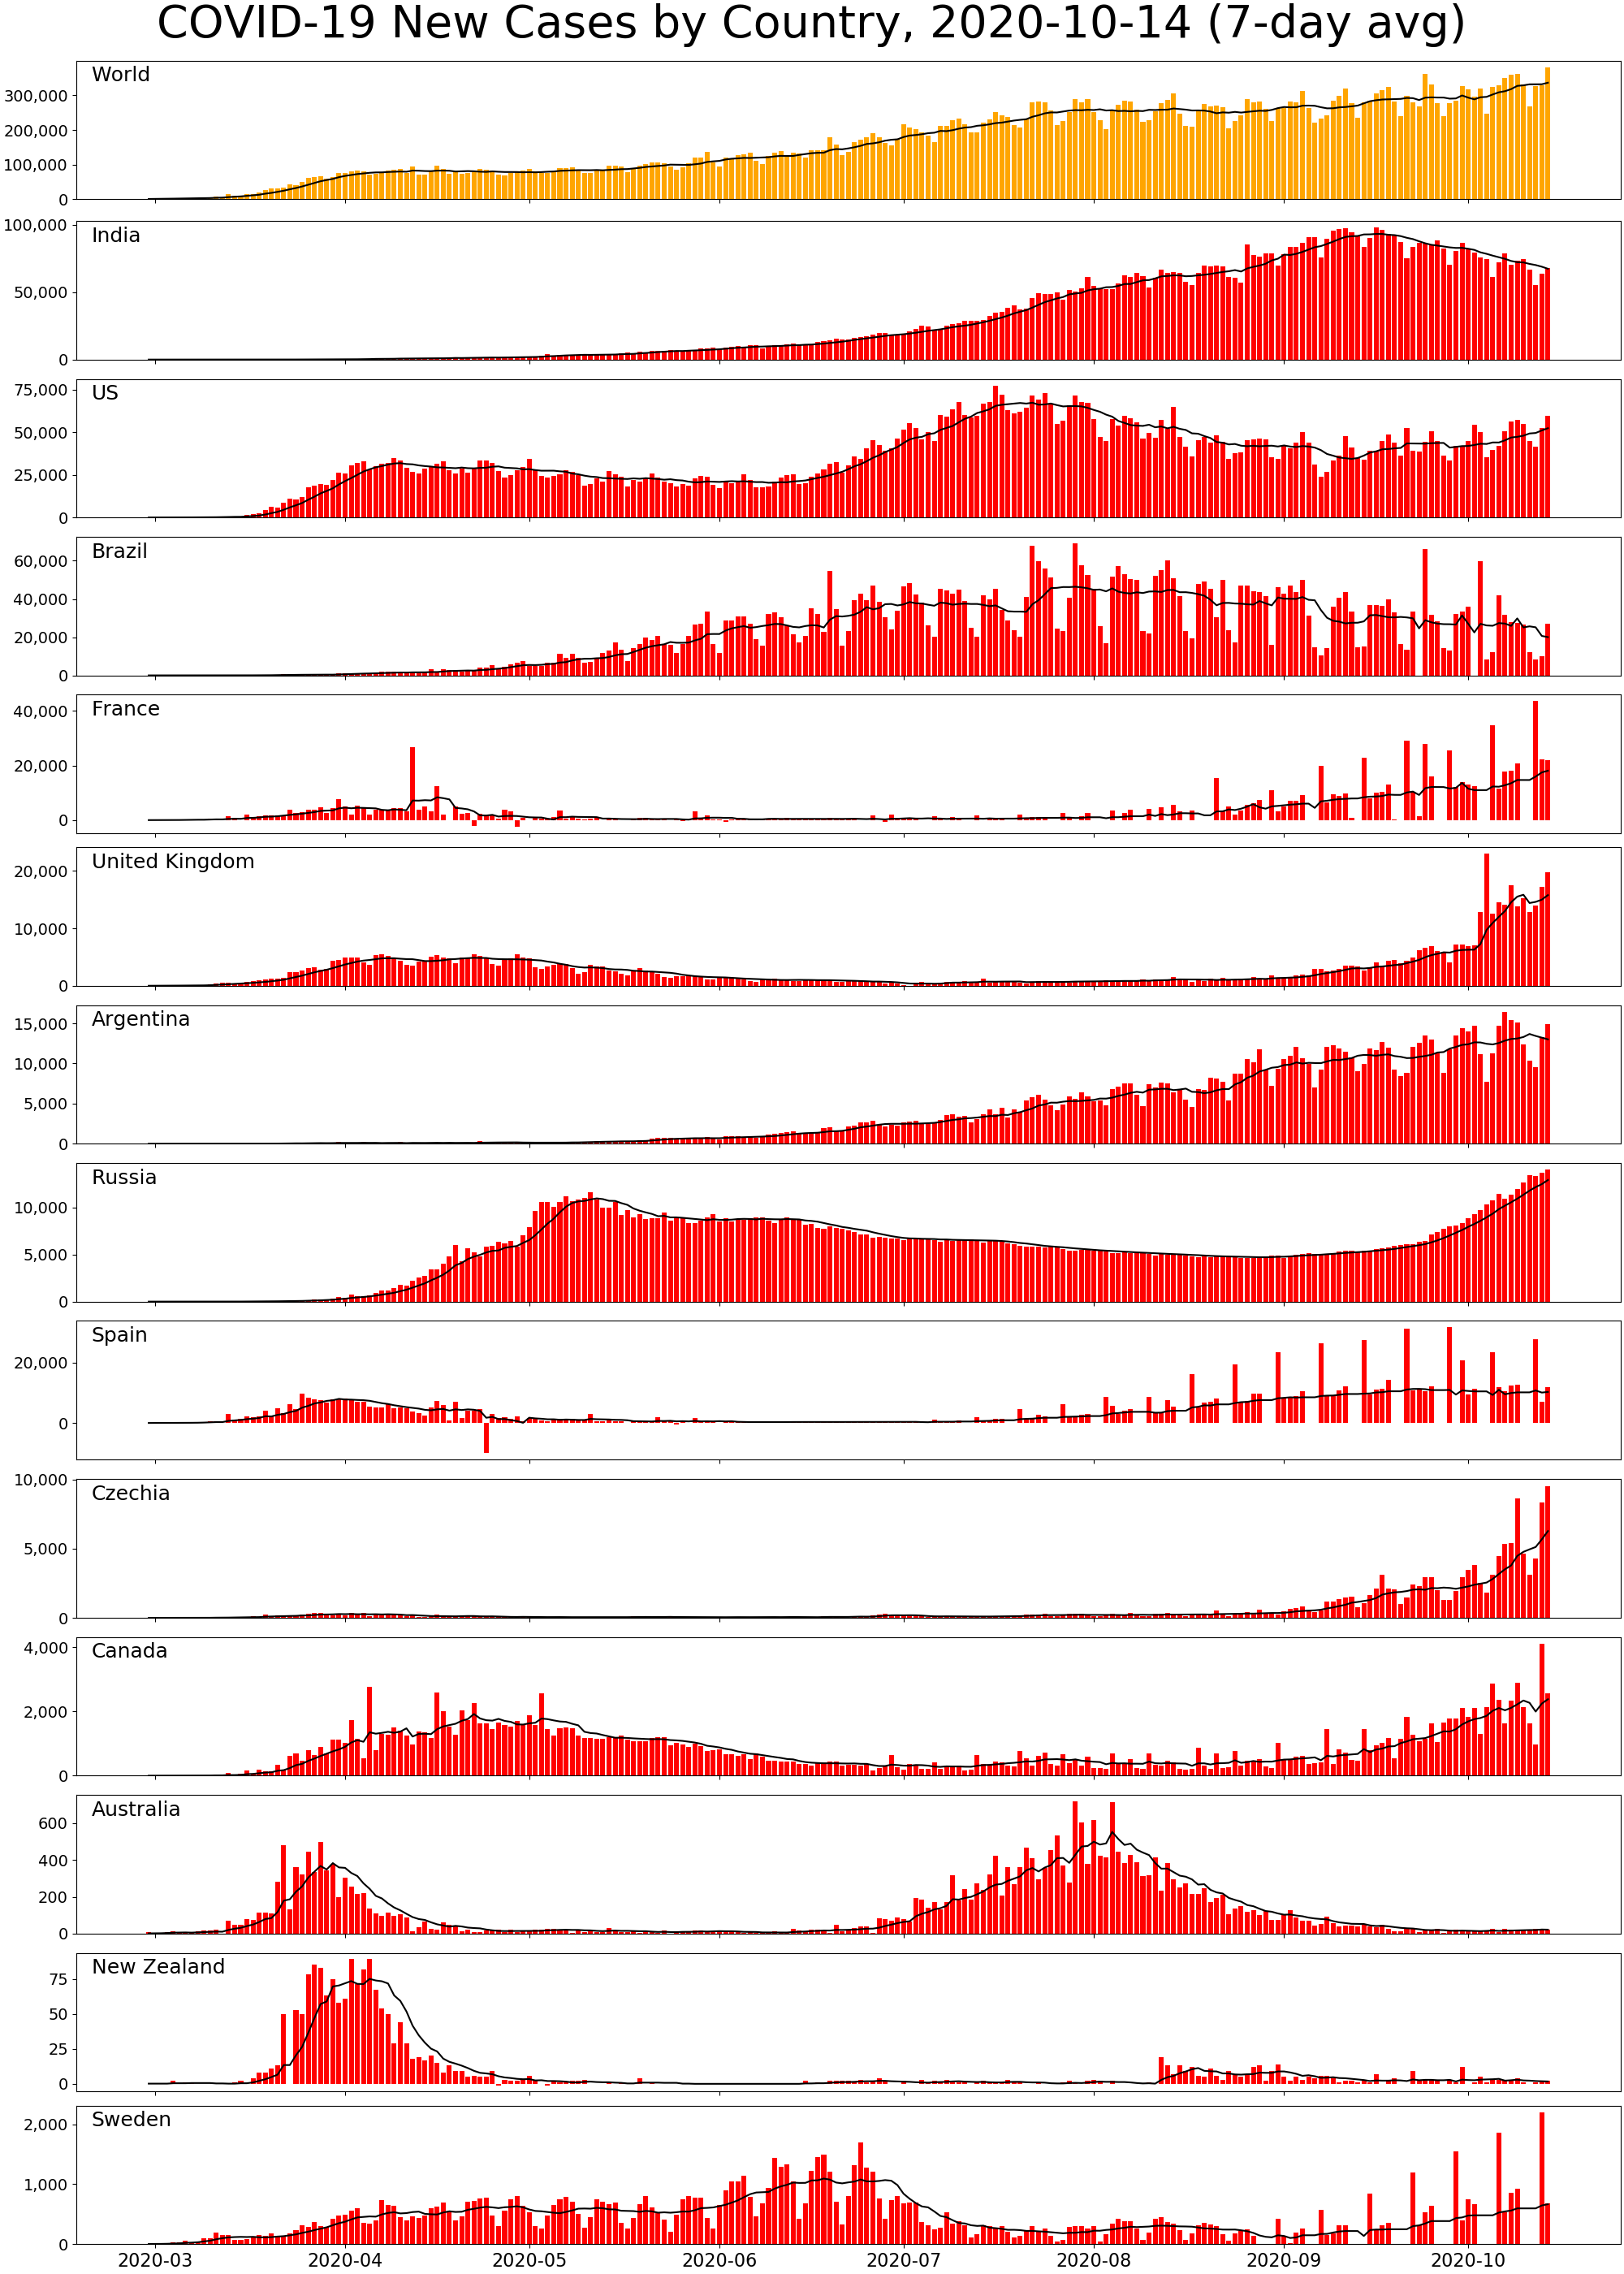 COVID-19 New Cases by Country, 2020-10-14 (7-day avg)
World
300,000
200,000
100,000
0
India
100,000
50,000
0
US
75,000
50,000
25,000
0
Brazil
60,000
40,000
20,000
0
France
40,000
20,000
0
United Kingdom
20,000
10,000
0
Argentina
15,000
10,000
5,000
0
Russia
10,000
5,000
0
Spain
20,000
0
Czechia
10,000
5,000
0
Canada
4,000
2,000
0
Australia
600
400
200
0
New Zealand
75
50
25
0
Sweden
2,000
1,000
0
2020-03 2020-04 2020-05 2020-06 2020-07 2020-08 2020-09 2020-10